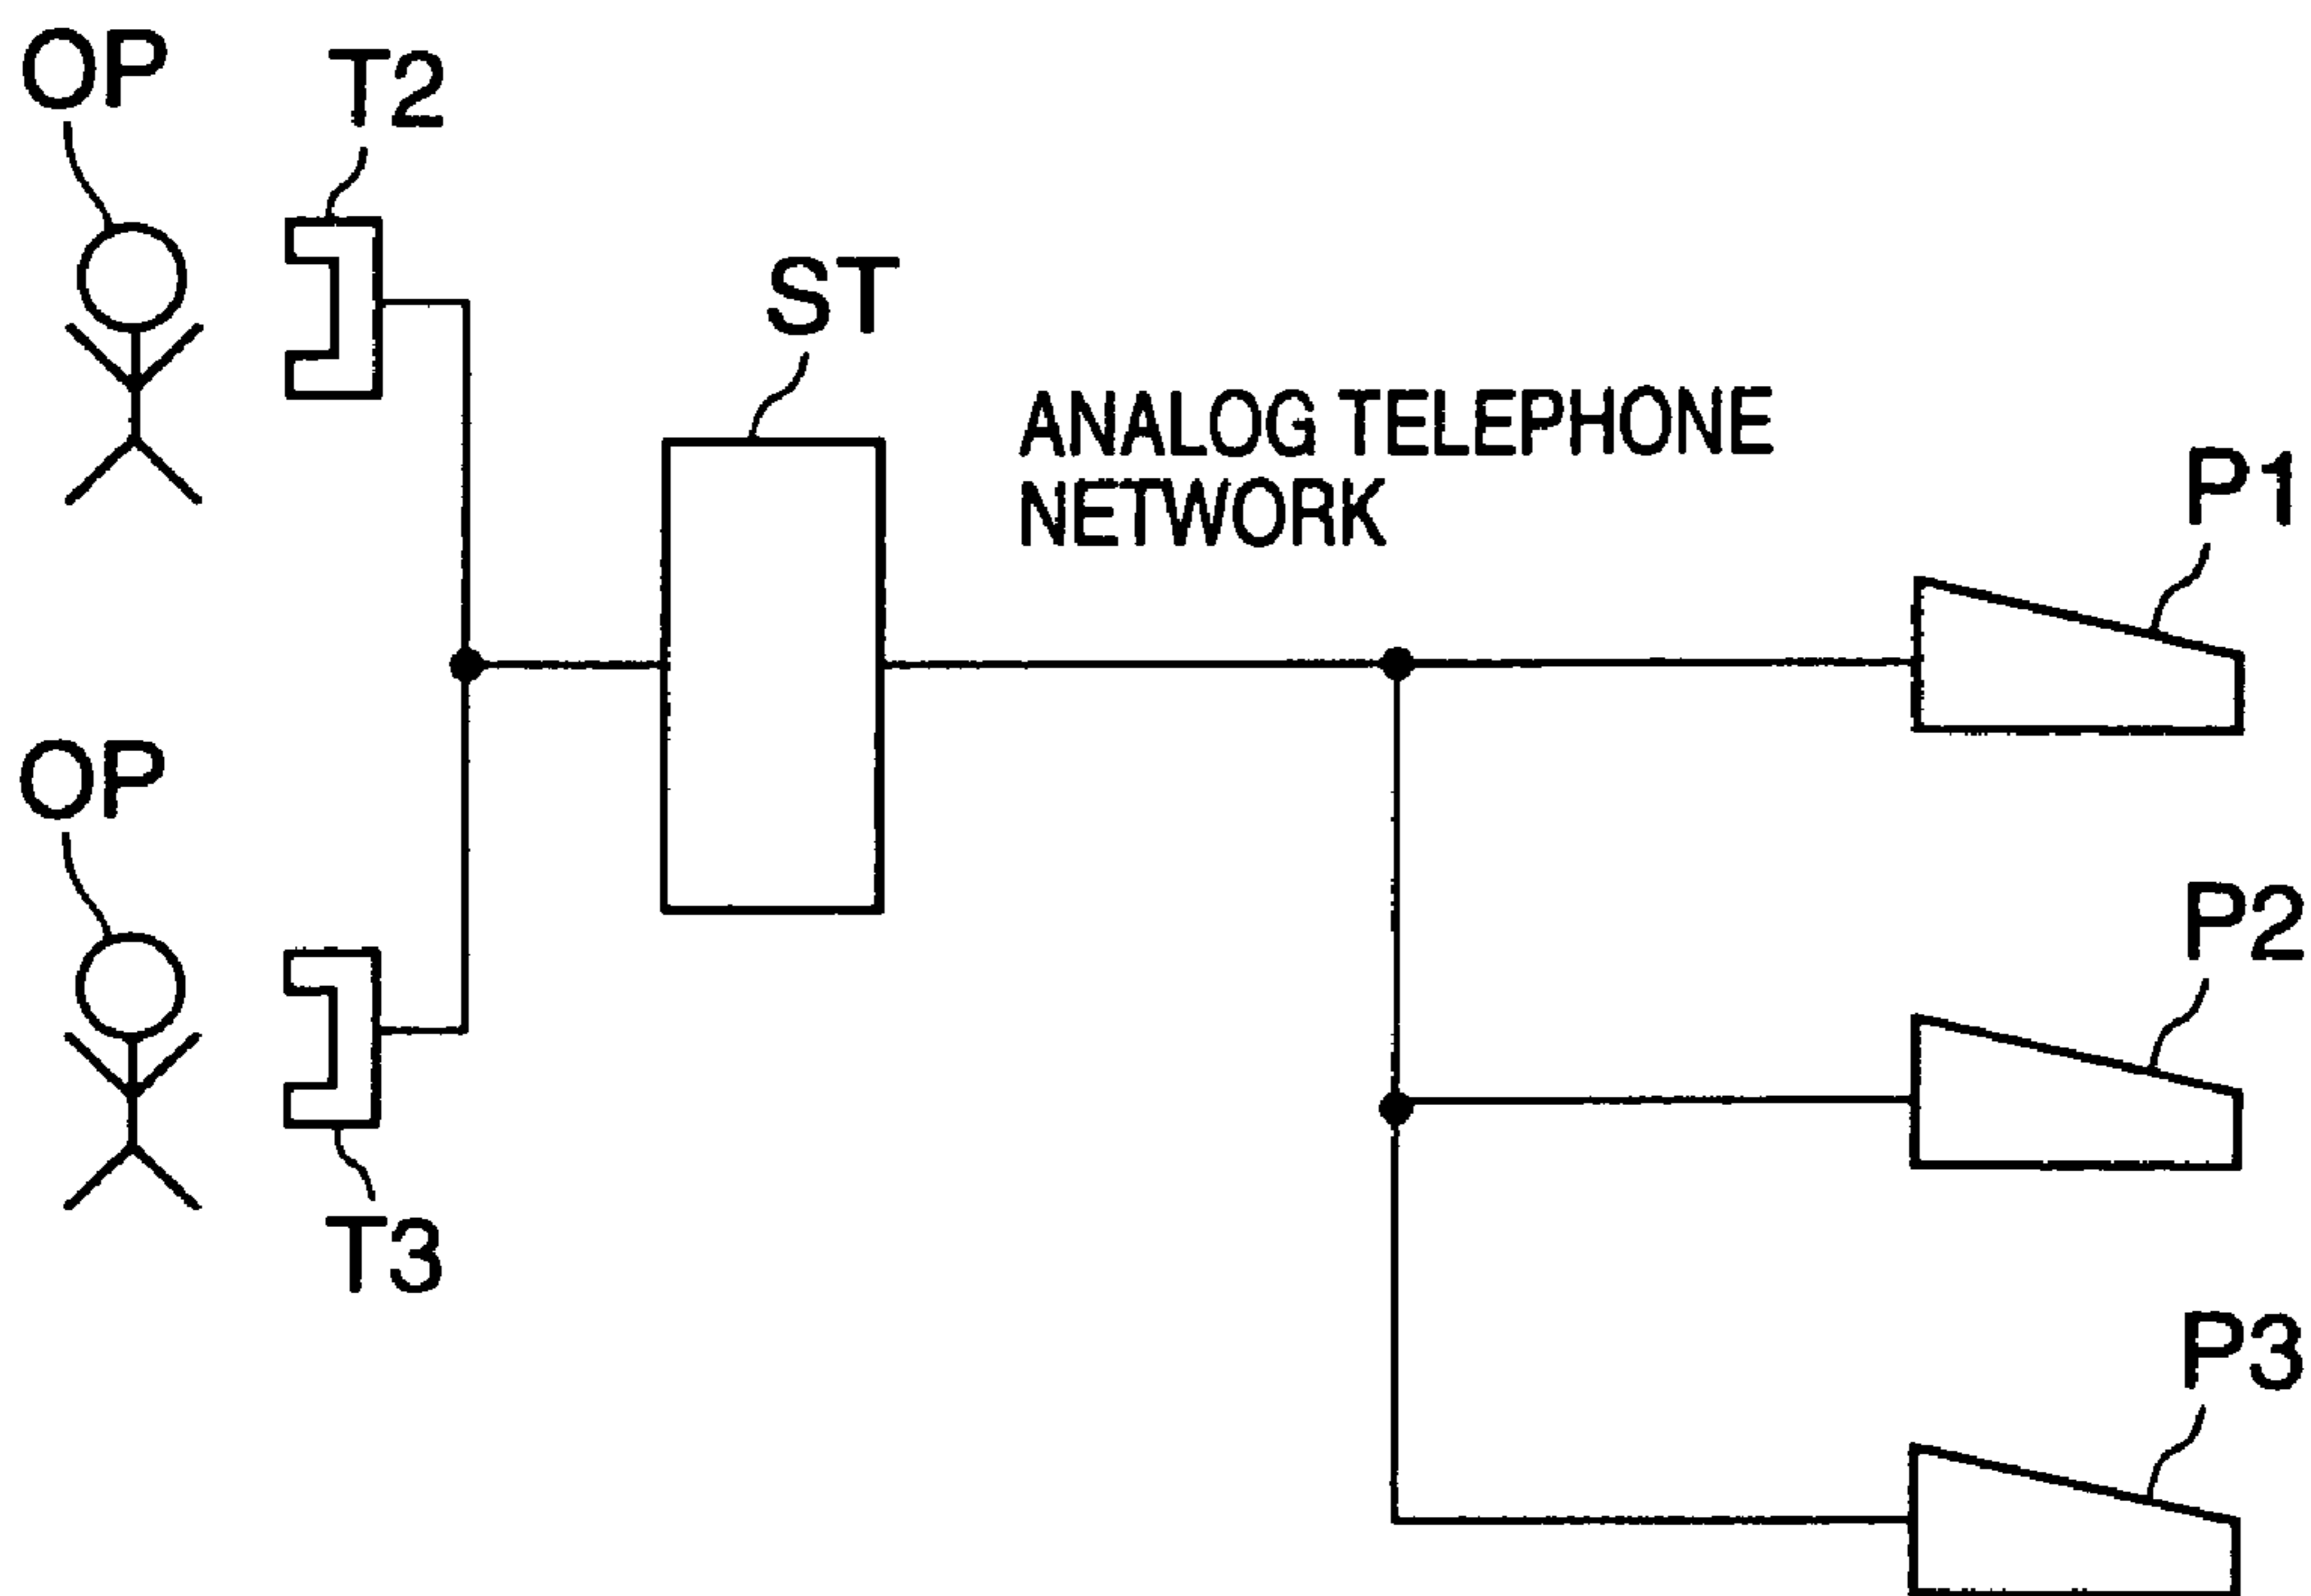 OP
T2
ST
ANALOG TELEPHONE
NETWORK
P1
OP
P2
T3
P3